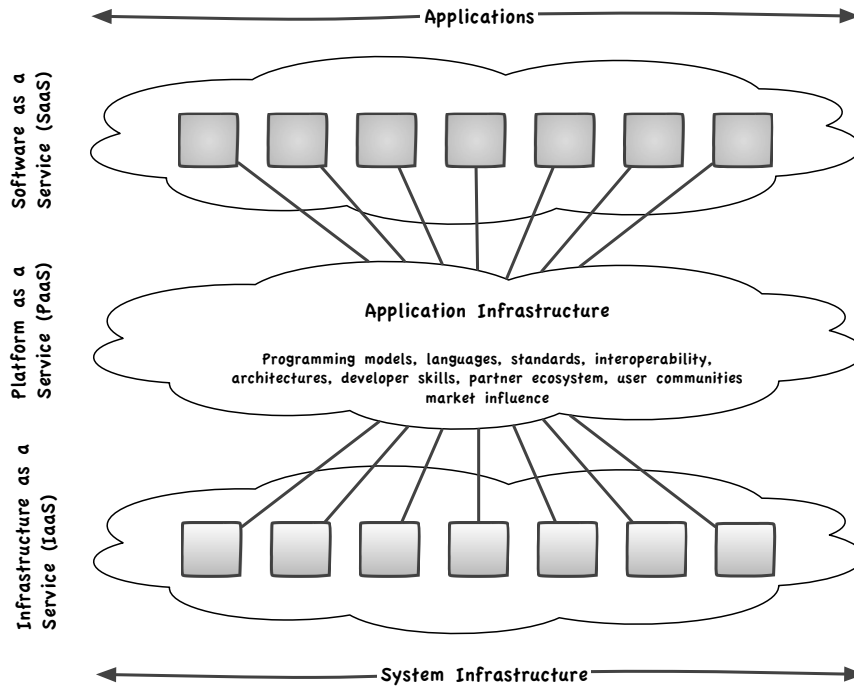 Applications
Software as a
Service (SaaS)
Platform as a
Service (PaaS)
Application Infrastructure
Programming models, languages, standards, interoperability,
architectures, developer skills, partner ecosystem, user communities
market influence
Infrastructure as a
Service (IaaS)
System Infrastructure